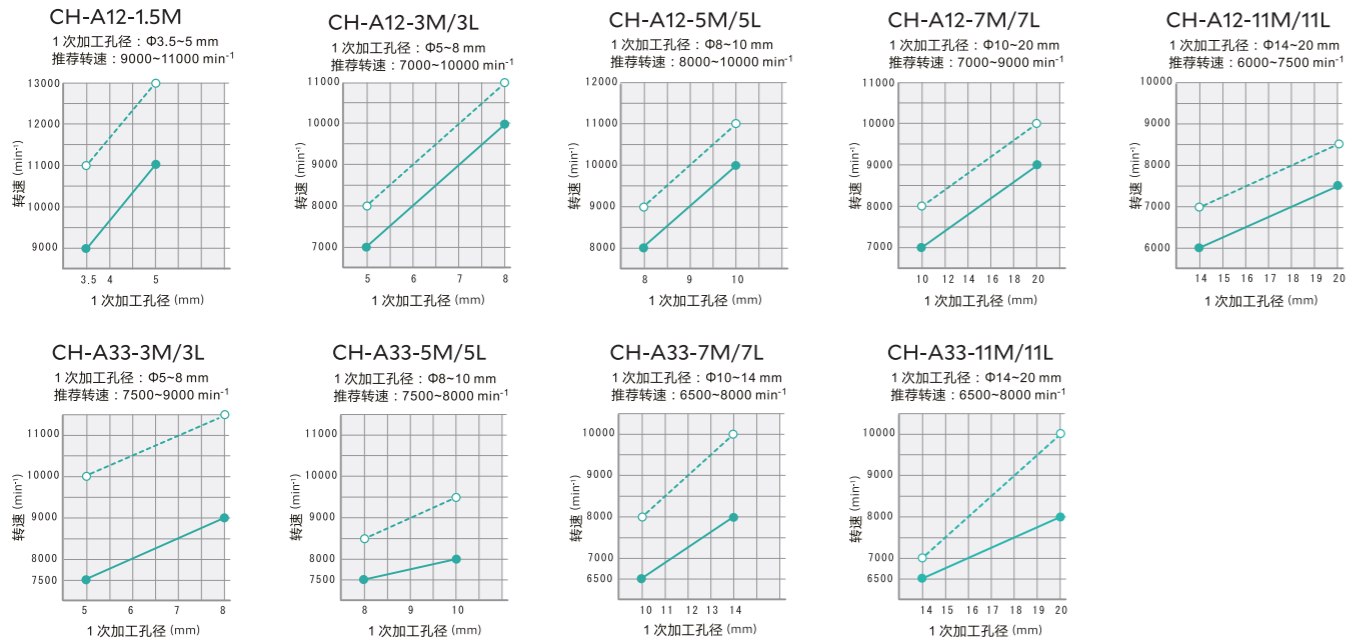 CH-A12-1.5M
1 次加工孔径：Φ3.5~5 mm
推荐转速：9000~11000 min⁻¹
13000
12000
11000
10000
9000
转速 (min⁻¹)
3.5 4 5
1 次加工孔径 (mm)
CH-A12-3M/3L
1 次加工孔径：Φ5~8 mm
推荐转速：7000~10000 min⁻¹
11000
10000
9000
8000
7000
转速 (min⁻¹)
5 6 7 8
1 次加工孔径 (mm)
CH-A12-5M/5L
1 次加工孔径：Φ8~10 mm
推荐转速：8000~10000 min⁻¹
12000
11000
10000
9000
8000
转速 (min⁻¹)
8 9 10
1 次加工孔径 (mm)
CH-A12-7M/7L
1 次加工孔径：Φ10~20 mm
推荐转速：7000~9000 min⁻¹
11000
10000
9000
8000
7000
转速 (min⁻¹)
10 12 14 16 18 20
1 次加工孔径 (mm)
CH-A12-11M/11L
1 次加工孔径：Φ14~20 mm
推荐转速：6000~7500 min⁻¹
10000
9000
8000
7000
6000
转速 (min⁻¹)
14 15 16 17 18 19 20
1 次加工孔径 (mm)
CH-A33-3M/3L
1 次加工孔径：Φ5~8 mm
推荐转速：7500~9000 min⁻¹
11000
10000
9000
8000
7500
转速 (min⁻¹)
5 6 7 8
1 次加工孔径 (mm)
CH-A33-5M/5L
1 次加工孔径：Φ8~10 mm
推荐转速：7500~8000 min⁻¹
11000
10000
9000
8000
7500
转速 (min⁻¹)
8 9 10
1 次加工孔径 (mm)
CH-A33-7M/7L
1 次加工孔径：Φ10~14 mm
推荐转速：6500~8000 min⁻¹
10000
9000
8000
7000
6500
转速 (min⁻¹)
10 11 12 13 14
1 次加工孔径 (mm)
CH-A33-11M/11L
1 次加工孔径：Φ14~20 mm
推荐转速：6500~8000 min⁻¹
10000
9000
8000
7000
6500
转速 (min⁻¹)
14 15 16 17 18 19 20
1 次加工孔径 (mm)